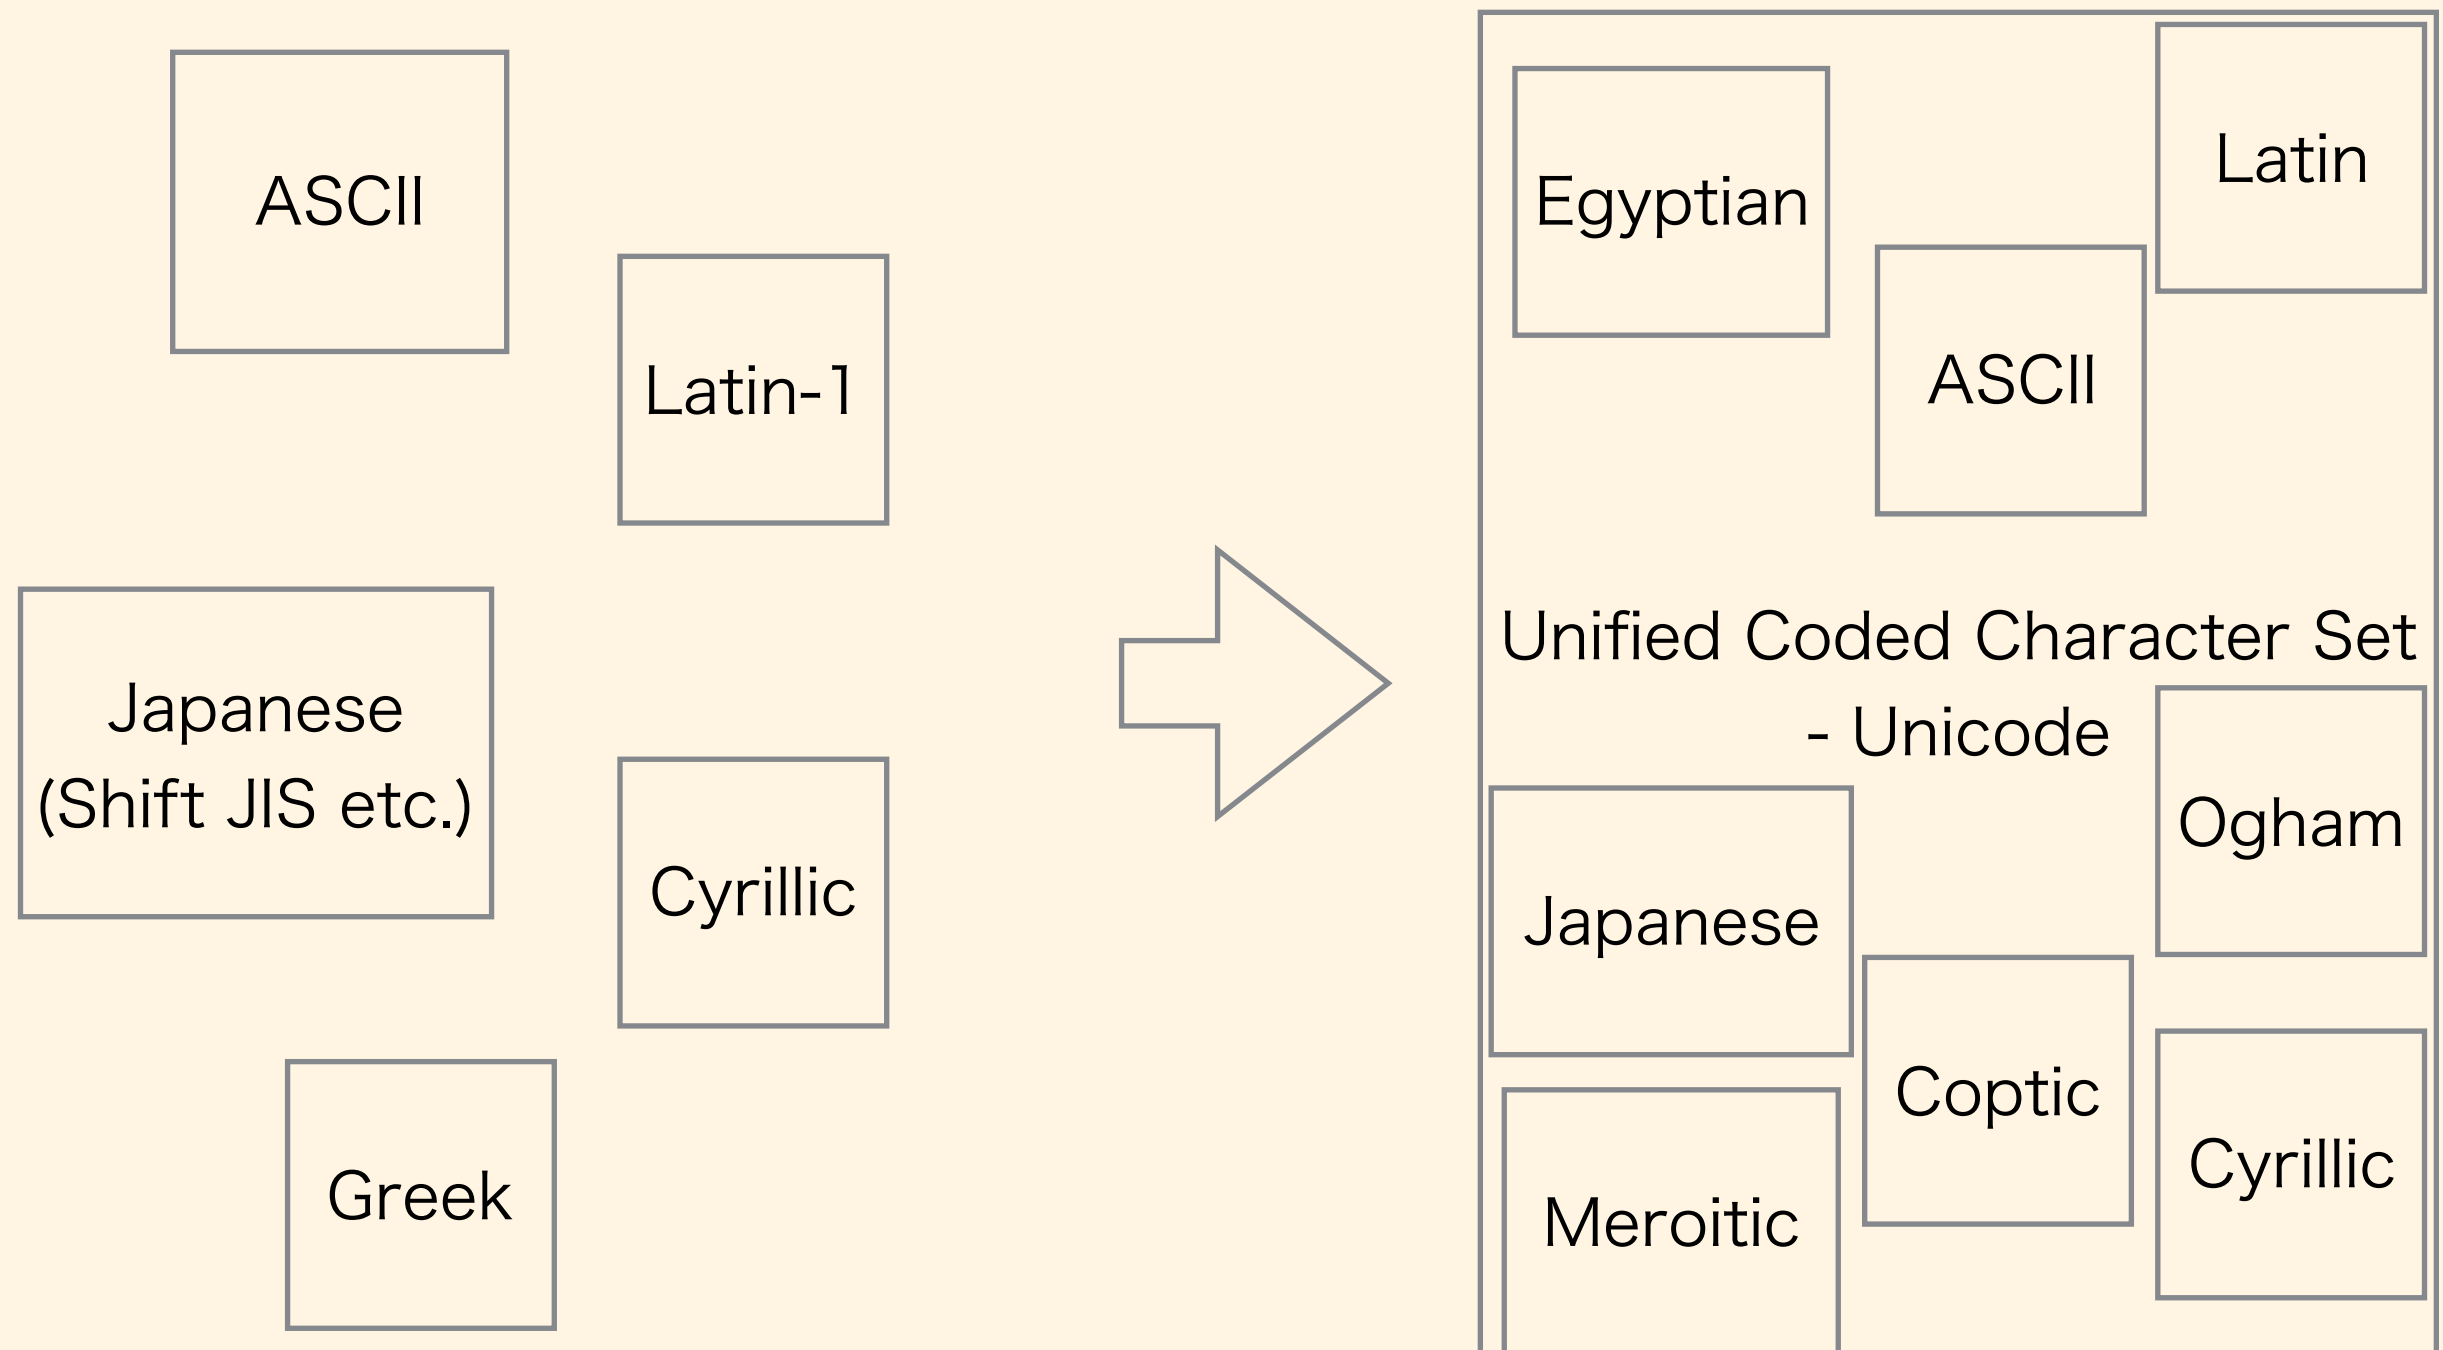 ASCII
Latin-1
Japanese
(Shift JIS etc.)
Cyrillic
Greek
Egyptian
Latin
ASCII
Unified Coded Character Set
- Unicode
Ogham
Japanese
Coptic
Cyrillic
Meroitic